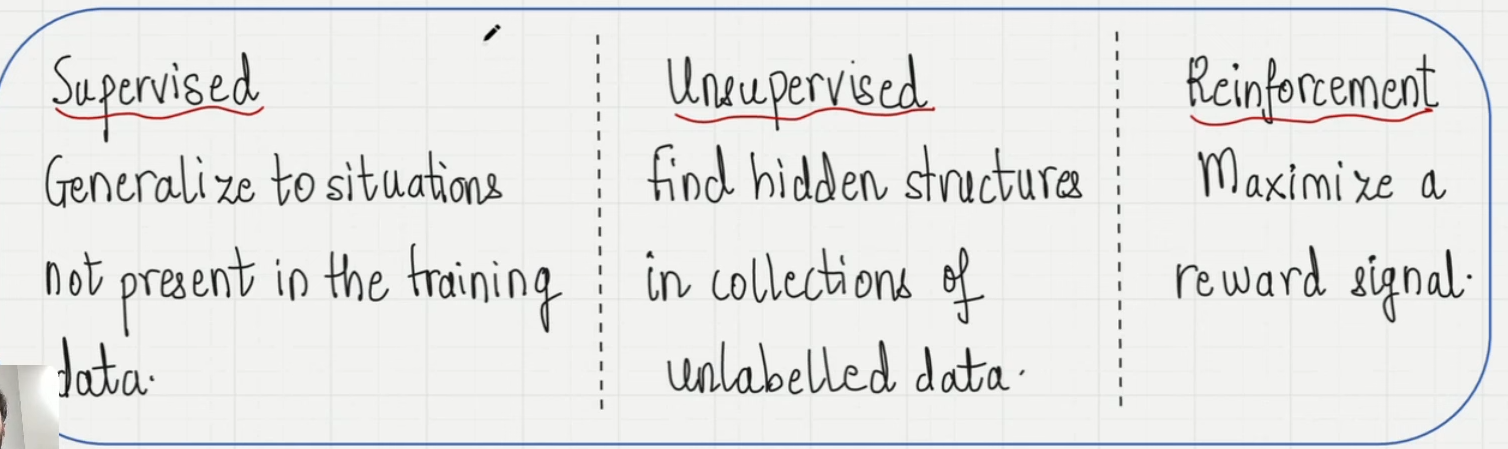 Supervised
Generalize to situations
not present in the training
data.
Unsupervised
find hidden structures
in collections of
unlabelled data.
Reinforcement
Maximize a
reward signal.